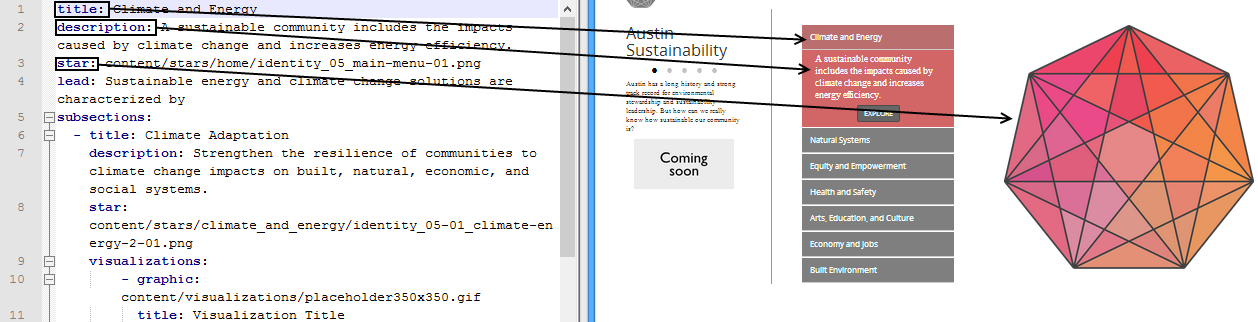 1 title: Climate and Energy
2 description: A sustainable community includes the impacts
caused by climate change and increases energy efficiency.
3 star: content/stars/home/identity_05_main-menu-01.png
4 lead: Sustainable energy and climate change solutions are
characterized by
5 subsections:
6 - title: Climate Adaptation
7 description: Strengthen the resilience of communities to
climate change impacts on built, natural, economic, and
social systems.
8 star:
content/stars/climate_and_energy/identity_05-01_climate-en
ergy-2-01.png
9 visualizations:
10 - graphic:
content/visualizations/placeholder350x350.gif
11 title: Visualization Title
Austin
Sustainability
Austin has a long history and strong
track record for environmental
stewardship and sustainability
leadership. But how can we really
know how sustainable our community
is?
Coming
soon
Climate and Energy
A sustainable community
includes the impacts caused by
climate change and increases
energy efficiency.
EXPLORE
Natural Systems
Equity and Empowerment
Health and Safety
Arts, Education, and Culture
Economy and Jobs
Built Environment